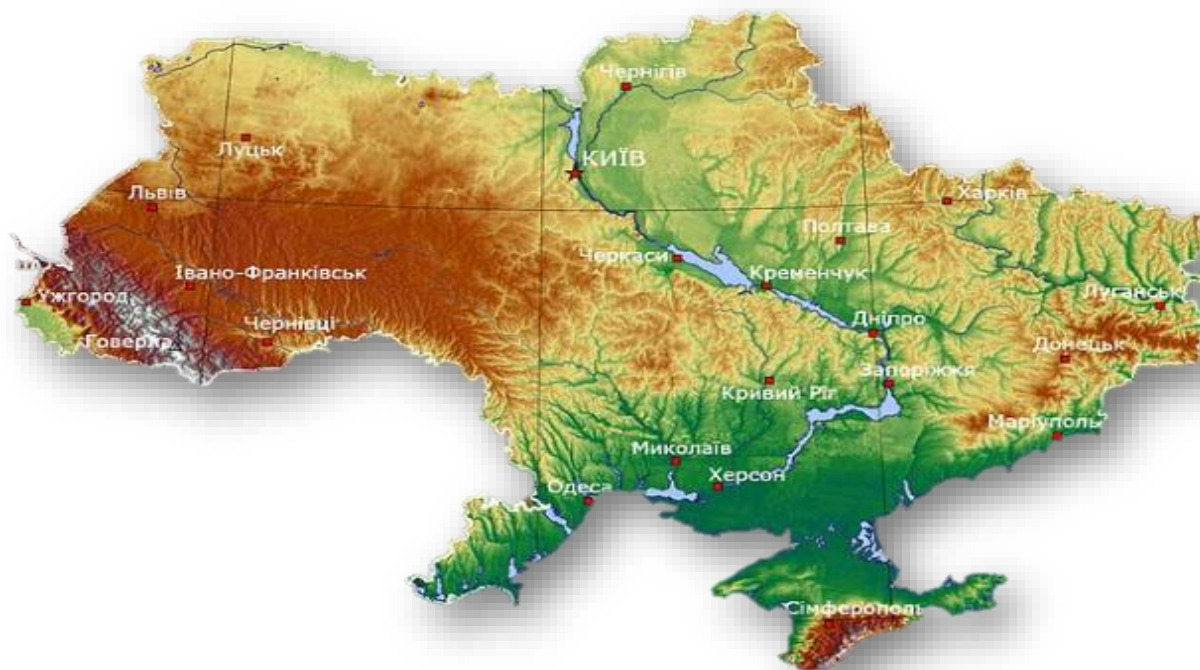 Чернігів
Луцьк
КИЇВ
Львів
Харків
Полтава
Черкаси
Івано-Франківськ
Кременчук
Ужгород
Луганськ
Чернівці
Дніпро
Говерла
Донецьк
Запоріжжя
Кривий Ріг
Маріуполь
Миколаїв
Херсон
Одеса
Сімферополь